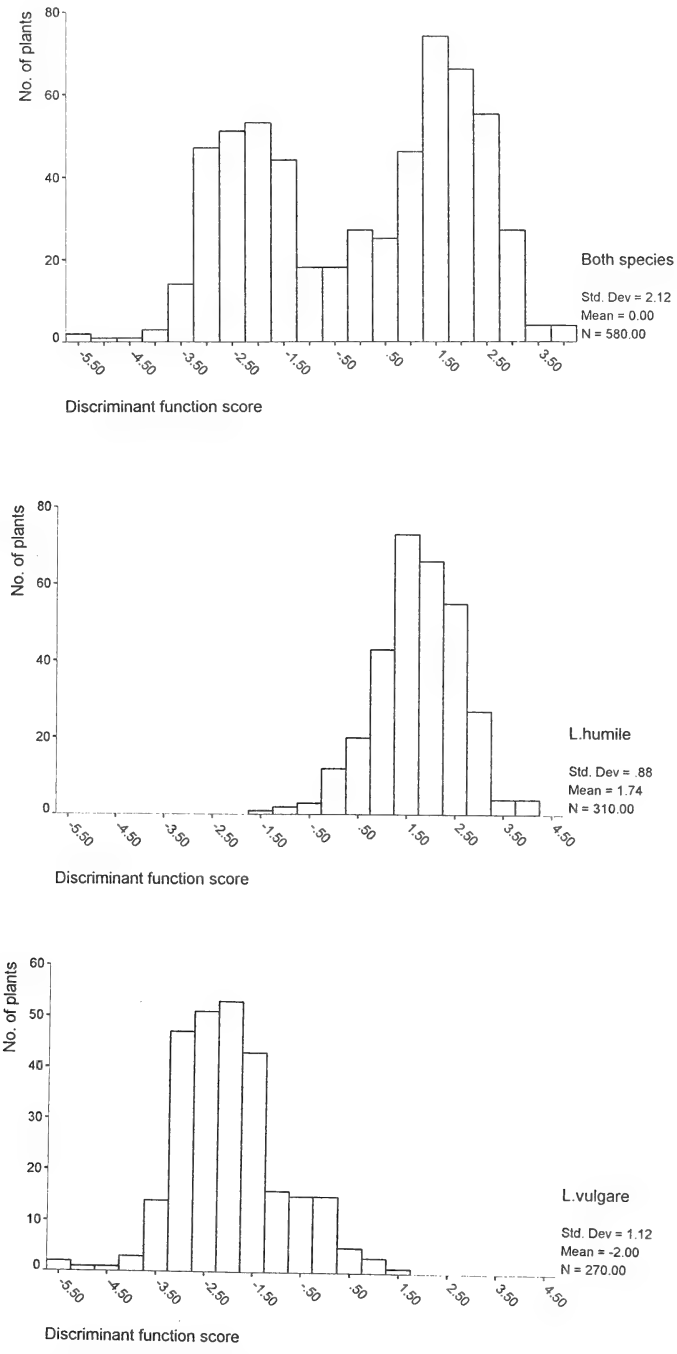 No. of plants
80
60
40
20
0
-5.50 -4.50 -3.50 -2.50 -1.50 -.50 .50 1.50 2.50 3.50
Discriminant function score
Both species
Std. Dev = 2.12
Mean = 0.00
N = 580.00
No. of plants
80
60
40
20
0
-5.50 -4.50 -3.50 -2.50 -1.50 -.50 .50 1.50 2.50 3.50 4.50
Discriminant function score
L.humile
Std. Dev = .88
Mean = 1.74
N = 310.00
No. of plants
60
50
40
30
20
10
0
-5.50 -4.50 -3.50 -2.50 -1.50 -.50 .50 1.50 2.50 3.50 4.50
Discriminant function score
L.vulgare
Std. Dev = 1.12
Mean = -2.00
N = 270.00